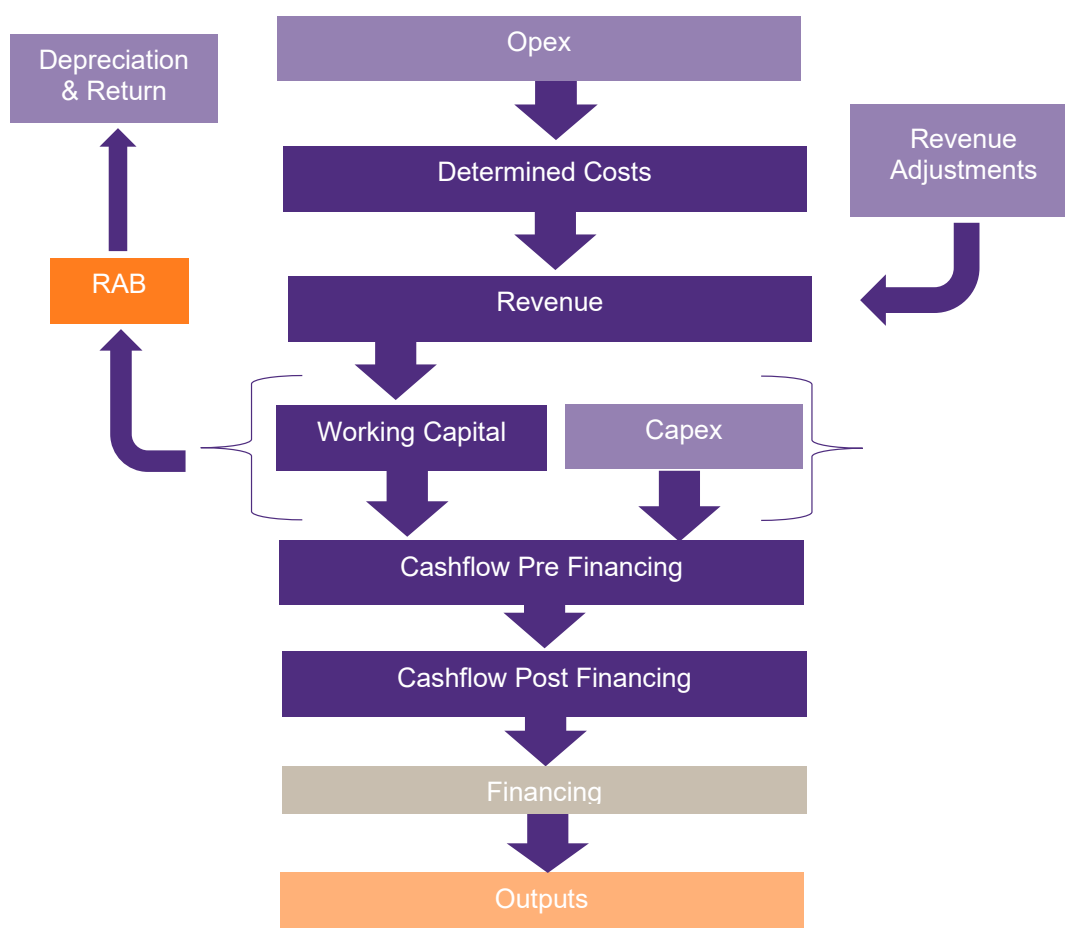 Opex
Depreciation
& Return
Revenue
Adjustments
Determined Costs
RAB
Revenue
Working Capital
Capex
Cashflow Pre Financing
Cashflow Post Financing
Financing
Outputs